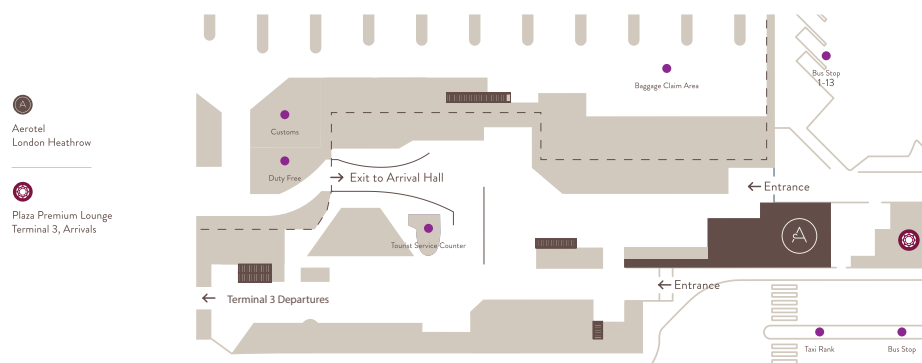 Aerotel
London Heathrow
Plaza Premium Lounge
Terminal 3, Arrivals
Customs
Duty Free
Exit to Arrival Hall
Baggage Claim Area
Bus Stop
1-13
Entrance
Tourist Service Counter
A
Entrance
Terminal 3 Departures
Taxi Rank
Bus Stop